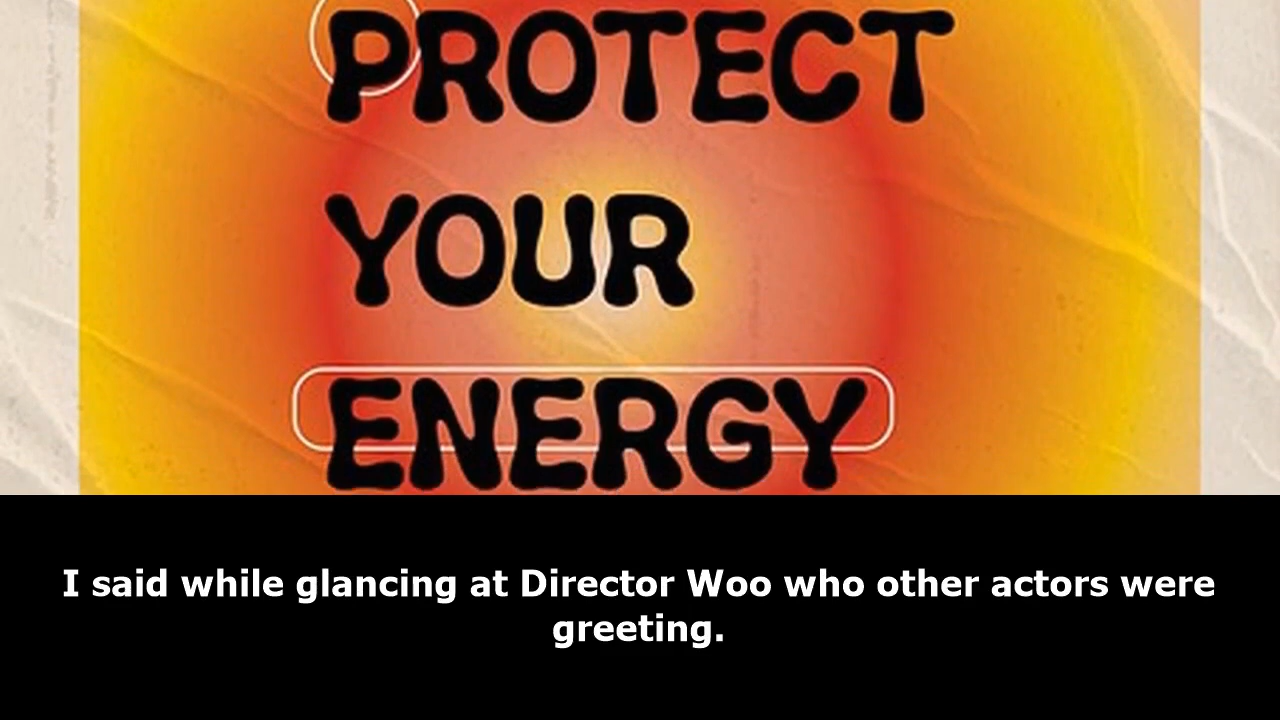 PROTECT
YOUR
ENERGY
I said while glancing at Director Woo who other actors were
greeting.